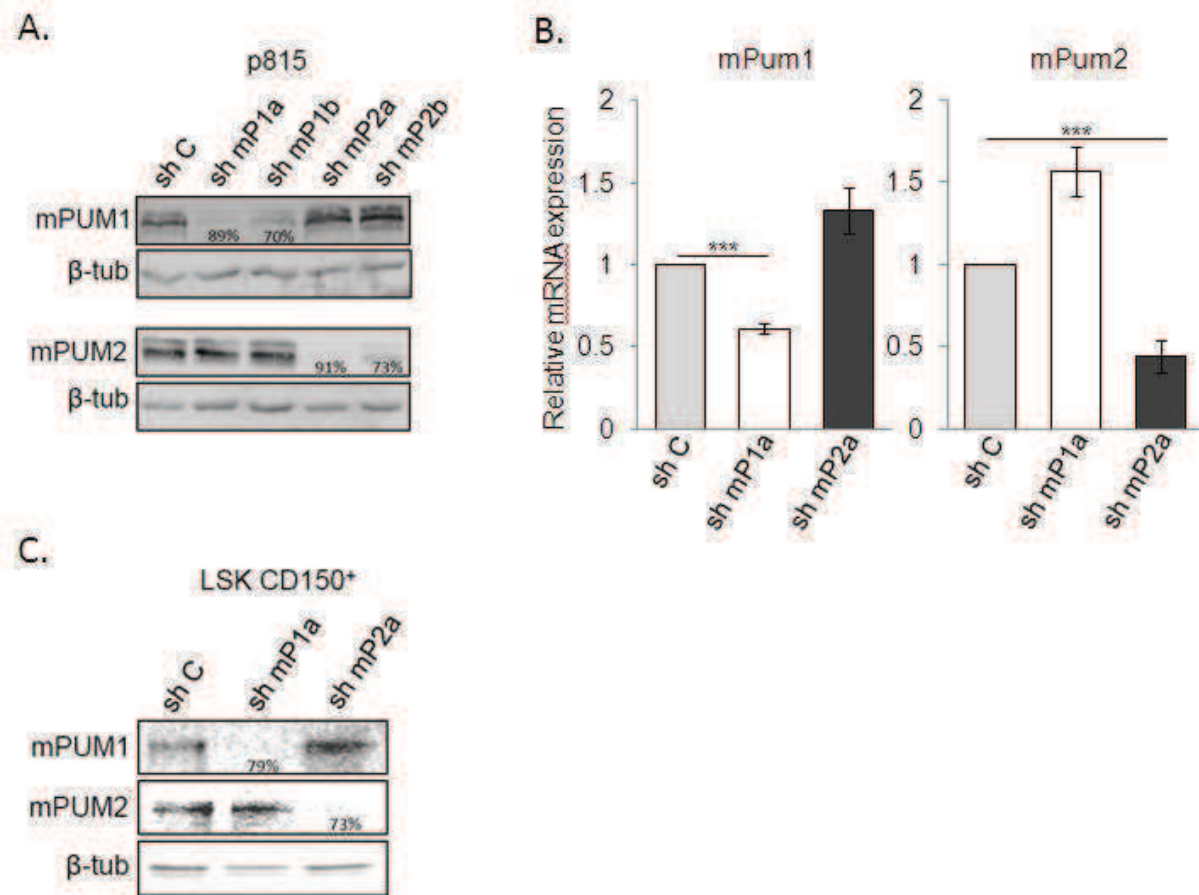 A.
p815
sh C sh mP1a sh mP1b sh mP2a sh mP2b
mPUM1
89% 70%
β-tub
mPUM2
91% 73%
β-tub
B.
mPum1 mPum2
Relative mRNA expression
2
1.5
1
0.5
0
***
sh C sh mP1a sh mP2a
2
1.5
1
0.5
0
***
sh C sh mP1a sh mP2a
C.
LSK CD150⁺
sh C sh mP1a sh mP2a
mPUM1
79%
mPUM2
73%
β-tub